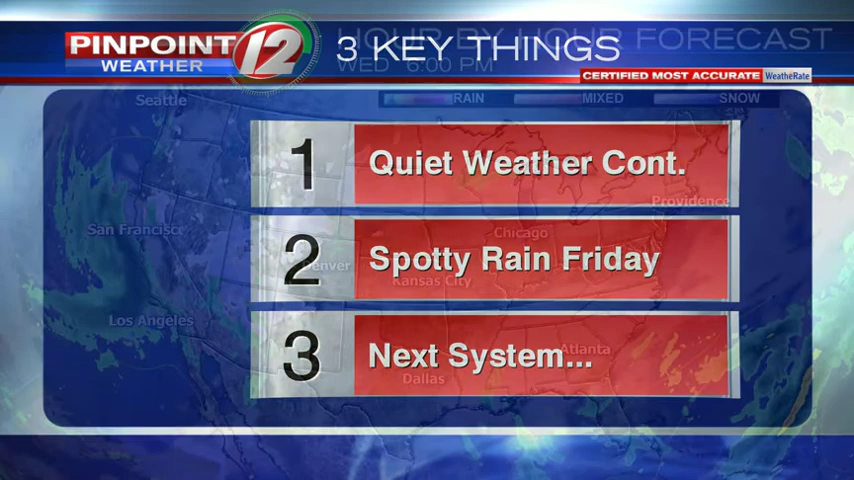 PINPOINT
WEATHER
12
3 KEY THINGS
HOUR BY HOUR FORECAST
WED 6:00 PM
CERTIFIED MOST ACCURATE
WeatheRate
Seattle
RAIN
MIXED
SNOW
1
Quiet Weather Cont.
Providence
San Francisco
Chicago
2
Spotty Rain Friday
Denver
Kansas City
Los Angeles
3
Next System...
Atlanta
Dallas